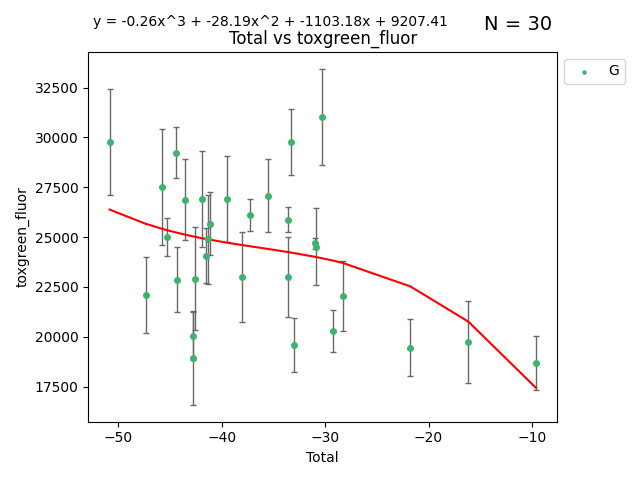 y = -0.26x^3 + -28.19x^2 + -1103.18x + 9207.41
N = 30
Total vs toxgreen_fluor
G
32500
30000
27500
25000
22500
20000
17500
toxgreen_fluor
−50
−40
−30
−20
−10
Total